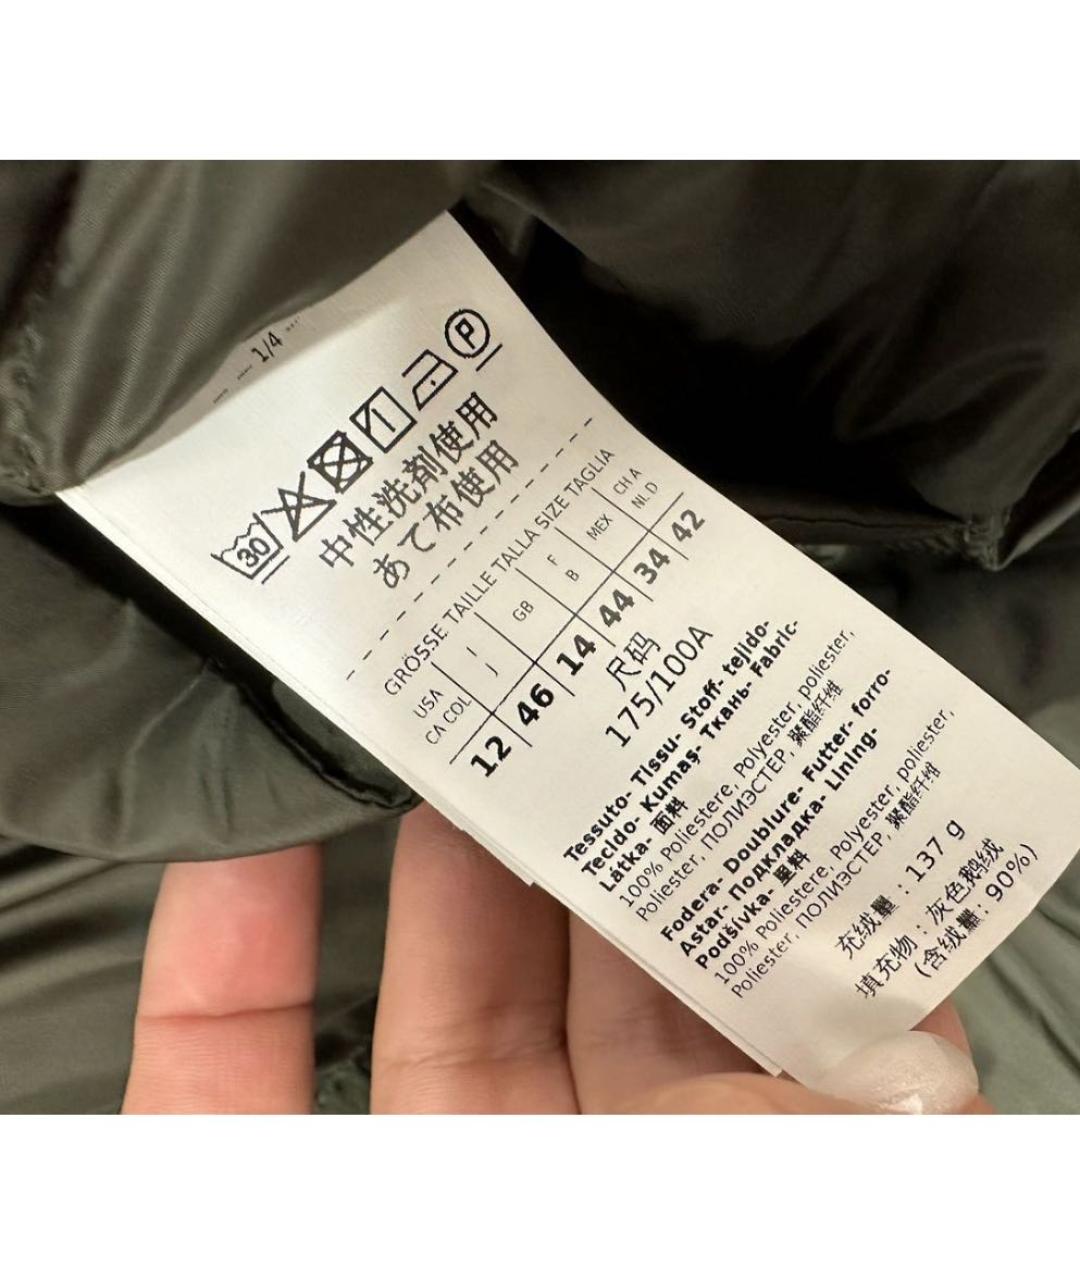 1/4
30
P
中性洗剤使用
あて布使用
GRÖSSE TAILLE TALLA SIZE TAGLIA
USA I GB F MEX CH A
CA COL J B NL D
12 46 14 44 34 42
尺码
175/100A
Tessuto- Tissu- Stoff- tejido-
Tecido- Kumaş- Ткань- Fabric-
Látka- 面料
100% Poliestere, Polyester, poliester,
Poliester, ПОЛИЭСТЕР, 聚酯纤维
Fodera- Doublure- Futter- forro-
Astar- подкладка- Lining-
Podšívka- 里料
100% Poliestere, Polyester, poliester,
Poliester, ПОЛИЭСТЕР, 聚酯纤维
充绒量：137 g
填充物：灰色鹅绒
(含绒量: 90%)